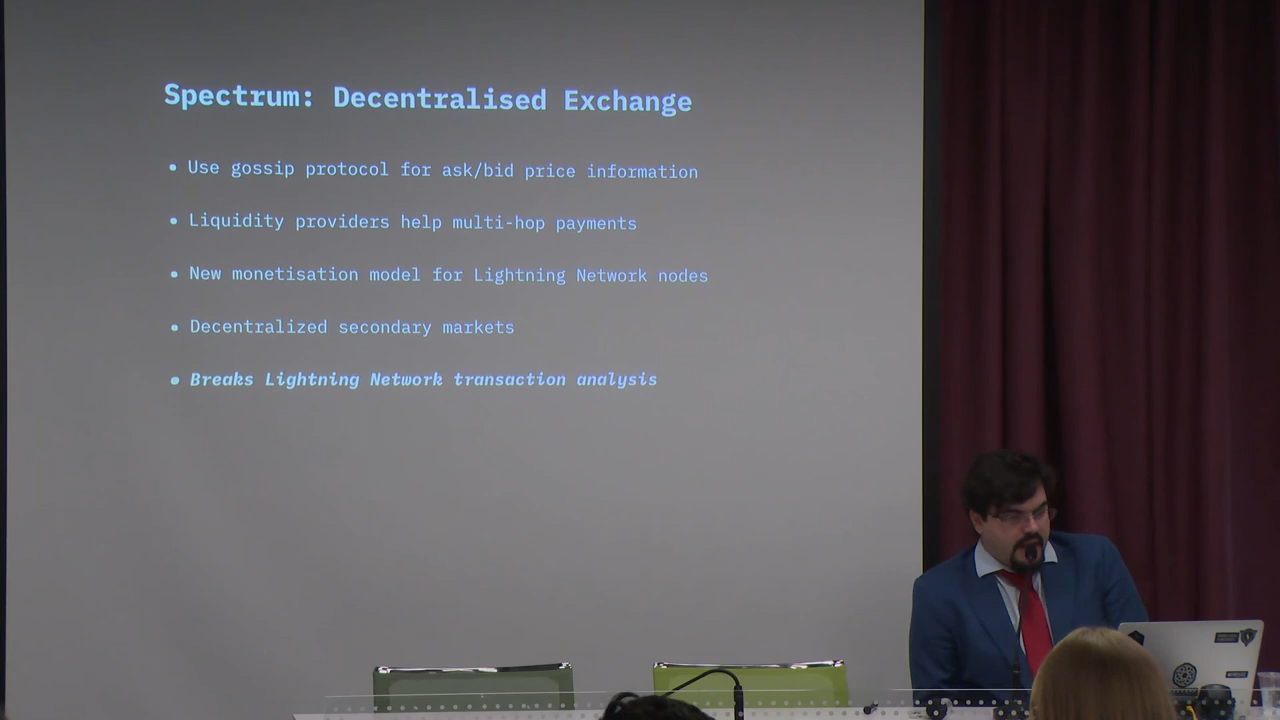 Spectrum: Decentralised Exchange
• Use gossip protocol for ask/bid price information
• Liquidity providers help multi-hop payments
• New monetisation model for Lightning Network nodes
• Decentralized secondary markets
• Breaks Lightning Network transaction analysis